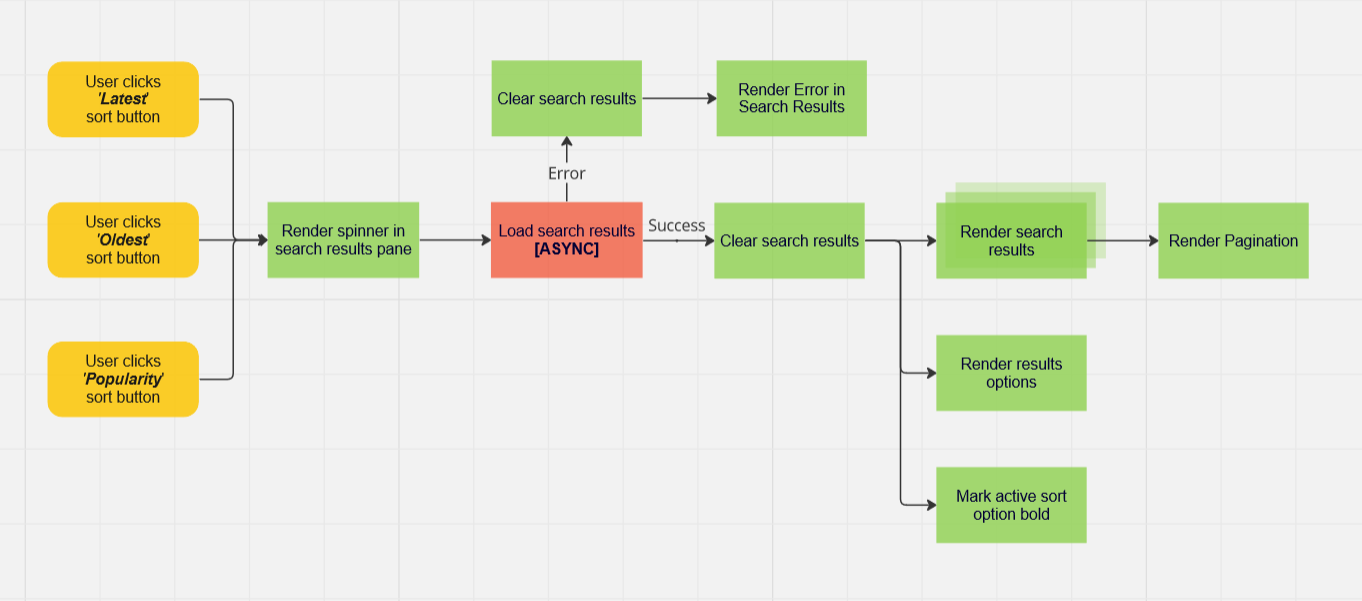 User clicks
'Latest'
sort button
Clear search results
Render Error in
Search Results
Error
User clicks
'Oldest'
sort button
Render spinner in
search results pane
Load search results
[ASYNC]
Success
Clear search results
Render search
results
Render Pagination
User clicks
'Popularity'
sort button
Render results
options
Mark active sort
option bold